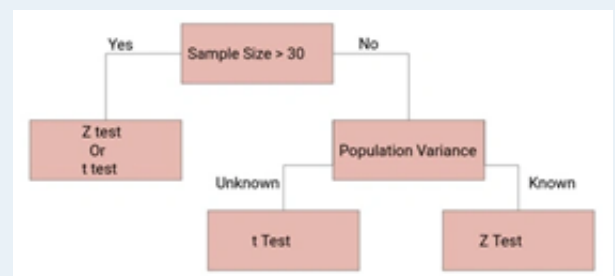 Yes
Sample Size > 30
No
Z test
Or
t test
Population Variance
Unknown
Known
t Test
Z Test